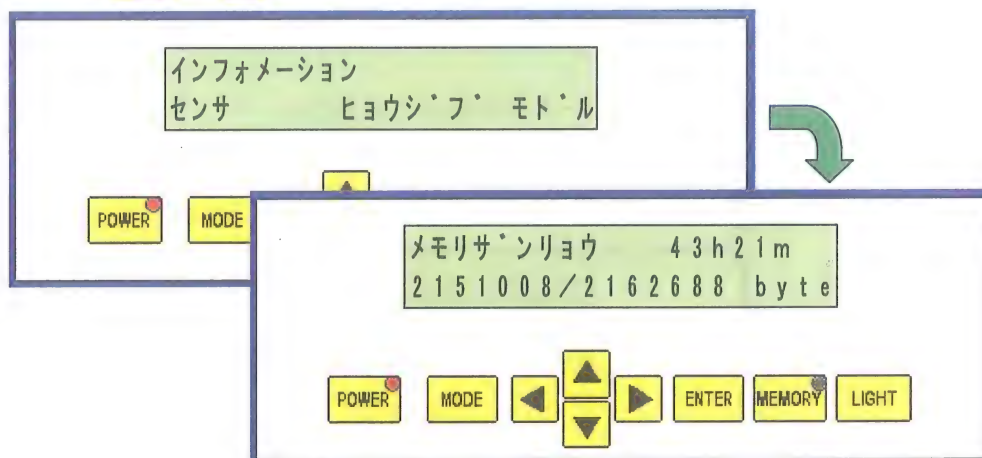 インフォメーション
センサ ヒョウシ゛フ゛ モト゛ル
POWER MODE
メモリサ゛ンリョウ 43h21m
2151008/2162688 byte
POWER MODE ENTER MEMORY LIGHT